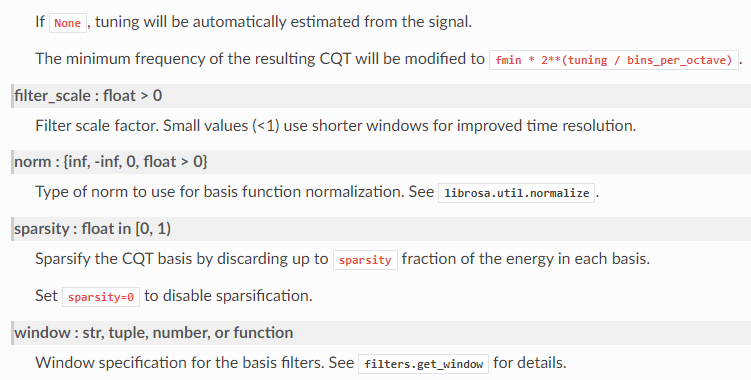 If None, tuning will be automatically estimated from the signal.
The minimum frequency of the resulting CQT will be modified to fmin * 2**(tuning / bins_per_octave).
filter_scale : float > 0
Filter scale factor. Small values (<1) use shorter windows for improved time resolution.
norm : {inf, -inf, 0, float > 0}
Type of norm to use for basis function normalization. See librosa.util.normalize.
sparsity : float in [0, 1)
Sparsify the CQT basis by discarding up to sparsity fraction of the energy in each basis.
Set sparsity=0 to disable sparsification.
window : str, tuple, number, or function
Window specification for the basis filters. See filters.get_window for details.